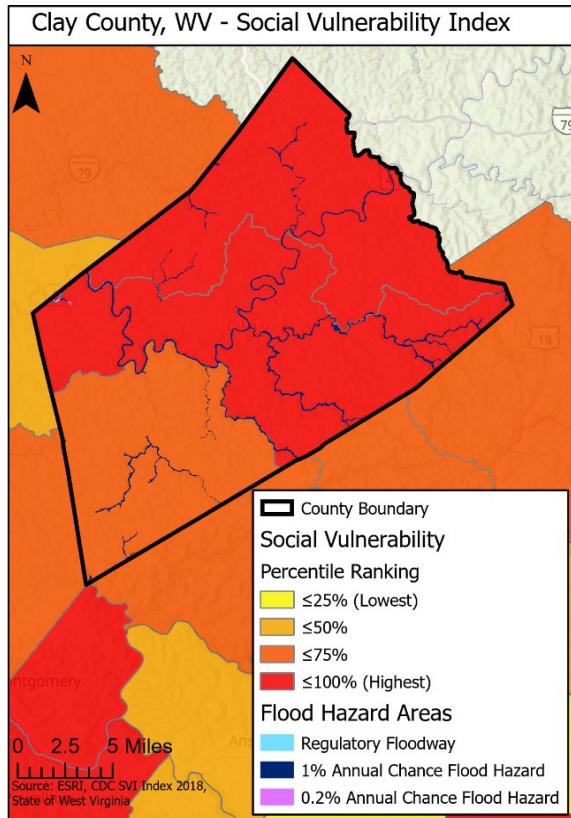 Clay County, WV - Social Vulnerability Index
N
79
79
19
County Boundary
Social Vulnerability
Percentile Ranking
≤25% (Lowest)
≤50%
≤75%
≤100% (Highest)
Flood Hazard Areas
Regulatory Floodway
1% Annual Chance Flood Hazard
0.2% Annual Chance Flood Hazard
ntgomery
Ans
0 2.5 5 Miles
Source: ESRI, CDC SVI Index 2018,
State of West Virginia